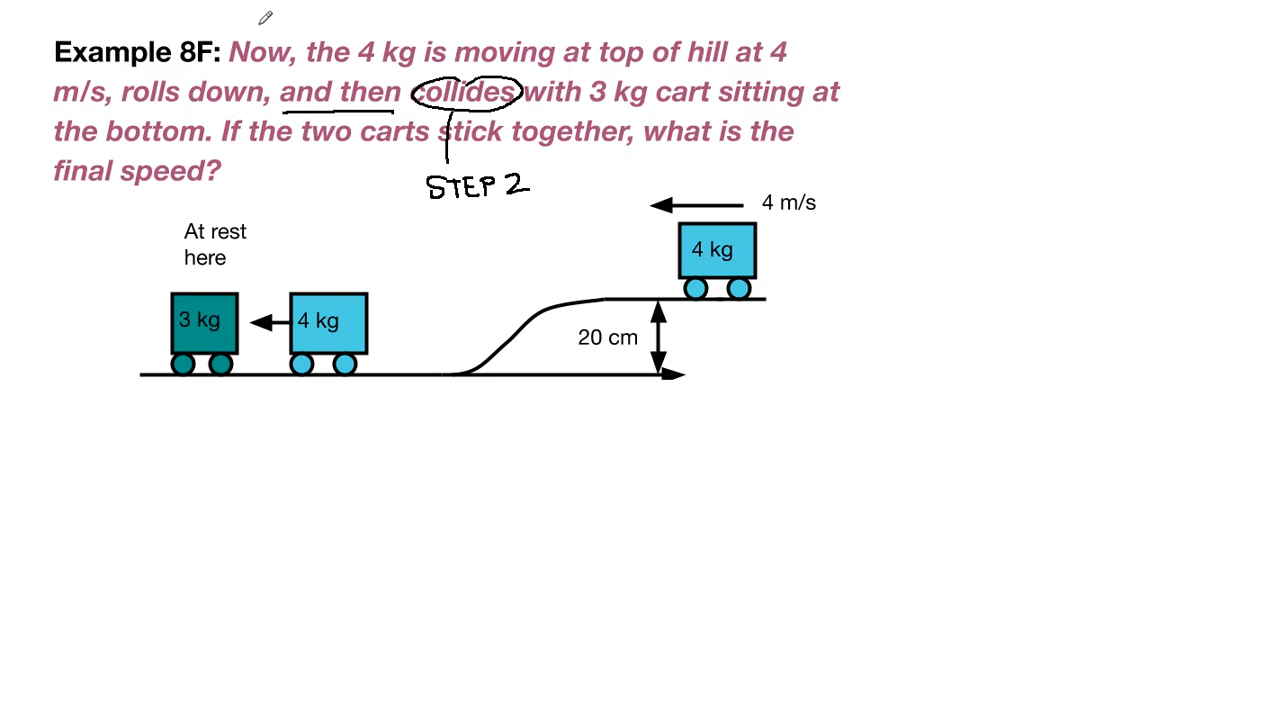 Example 8F: Now, the 4 kg is moving at top of hill at 4
m/s, rolls down, and then collides with 3 kg cart sitting at
the bottom. If the two carts stick together, what is the
final speed?
STEP 2
4 m/s
At rest
here
4 kg
3 kg
4 kg
20 cm